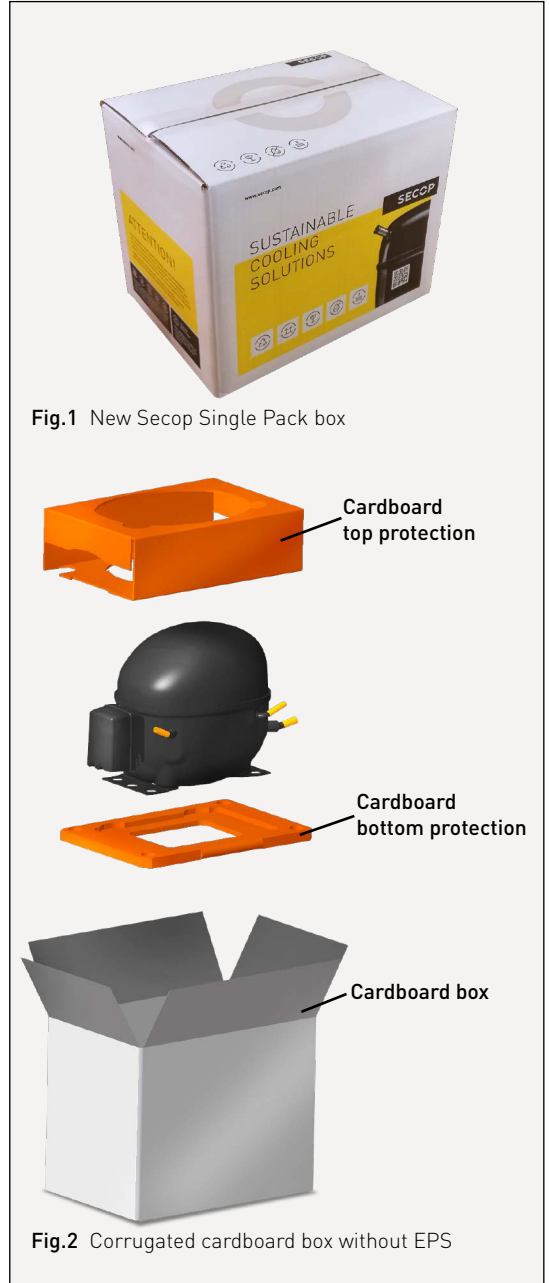 SECOP
www.secop.com
SECOP
SUSTAINABLE
COOLING
SOLUTIONS
ATTENTION!
Fig.1 New Secop Single Pack box
Cardboard
top protection
Cardboard
bottom protection
Cardboard box
Fig.2 Corrugated cardboard box without EPS